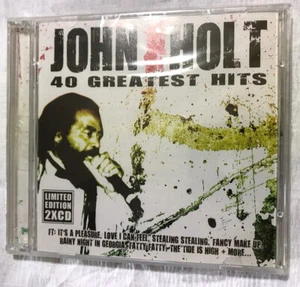 JOHN HOLT
40 GREATEST HITS
LIMITED
EDITION
2XCD
FT: IT'S A PLEASURE, LOVE I CAN FEEL, STEALING STEALING, FANCY MAKE UP,
RAINY NIGHT IN GEORGIA, FATTY FATTY, THE TIDE IS HIGH + MORE...